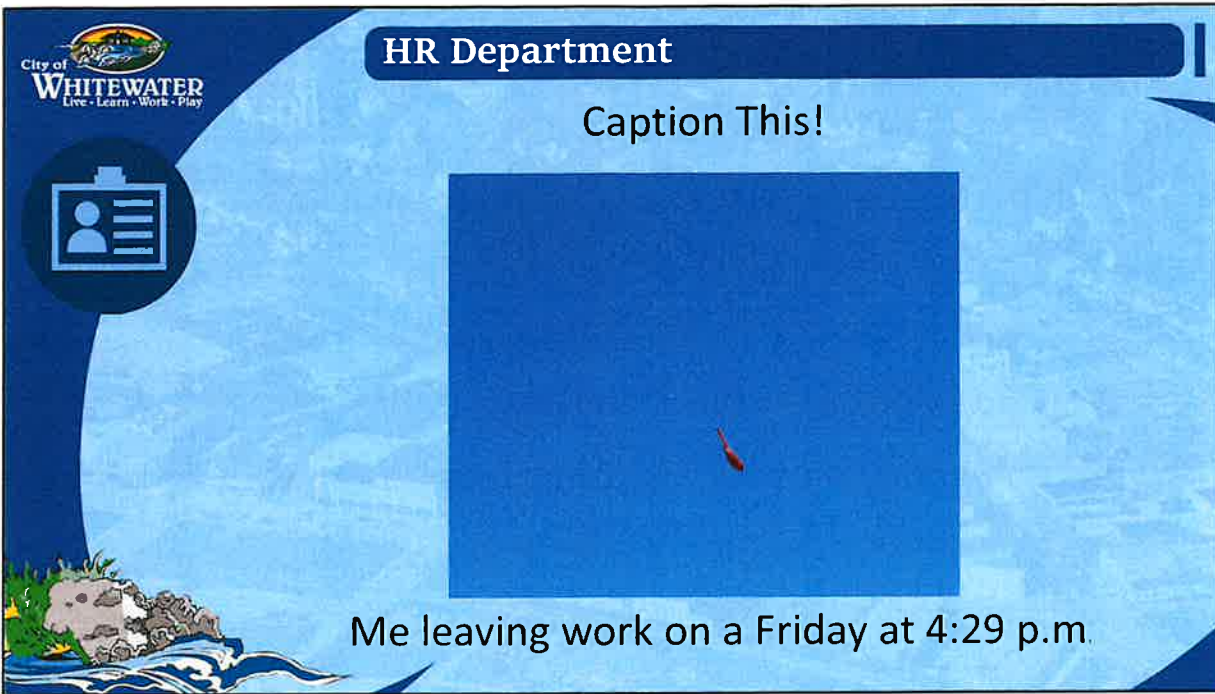 City of
WHITEWATER
Live - Learn - Work - Play
HR Department
Caption This!
Me leaving work on a Friday at 4:29 p.m.